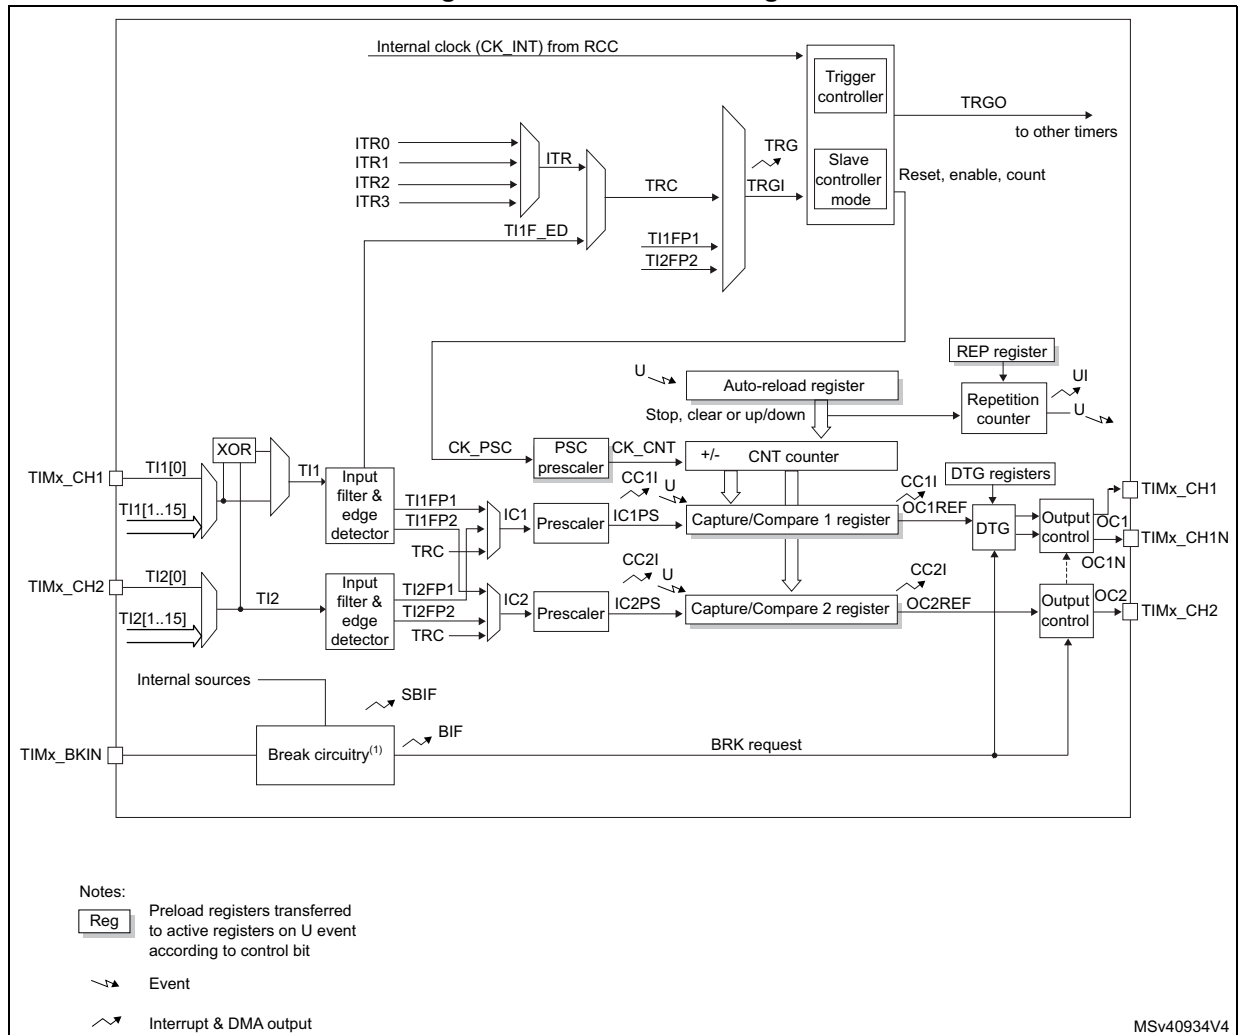 Internal clock (CK_INT) from RCC
Trigger
controller
TRGO
to other timers
ITR0
ITR1
ITR2
ITR3
ITR
TRC
TRG
TRGI
Slave
controller
mode
Reset, enable, count
TI1F_ED
TI1FP1
TI2FP2
REP register
U
Auto-reload register
Repetition
counter
UI
U
Stop, clear or up/down
XOR
CK_PSC
PSC
prescaler
CK_CNT
+/-
CNT counter
DTG registers
TIMx_CH1
TI1[0]
TI1[1..15]
TI1
Input
filter &
edge
detector
TI1FP1
TI1FP2
TRC
IC1
Prescaler
CC1I
U
IC1PS
Capture/Compare 1 register
CC1I
OC1REF
DTG
Output
control
OC1
TIMx_CH1
TIMx_CH1N
OC1N
TIMx_CH2
TI2[0]
TI2[1..15]
TI2
Input
filter &
edge
detector
TI2FP1
TI2FP2
TRC
IC2
Prescaler
CC2I
U
IC2PS
Capture/Compare 2 register
CC2I
OC2REF
Output
control
OC2
TIMx_CH2
Internal sources
SBIF
TIMx_BKIN
Break circuitry(1)
BIF
BRK request
Notes:
Reg
Preload registers transferred
to active registers on U event
according to control bit
Event
Interrupt & DMA output
MSv40934V4